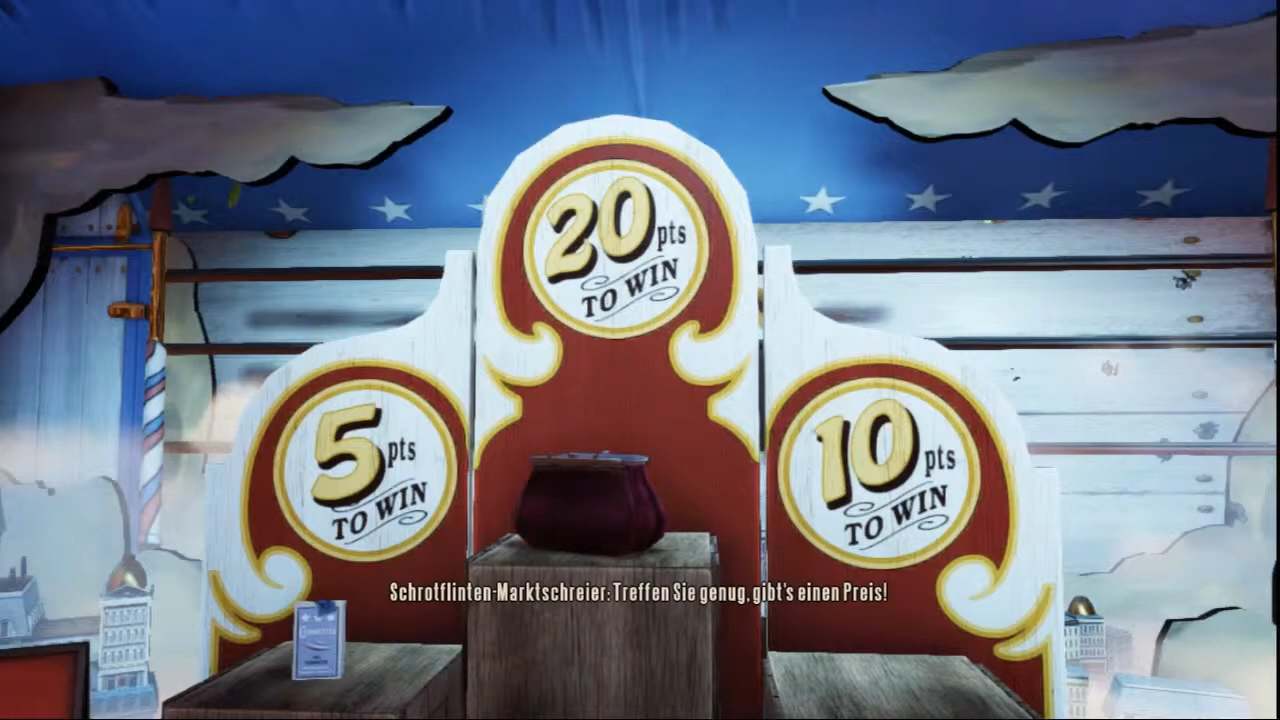 20 pts
TO WIN
5 pts
TO WIN
10 pts
TO WIN
Schrotflinten-Marktschreier: Treffen Sie genug, gibt's einen Preis!